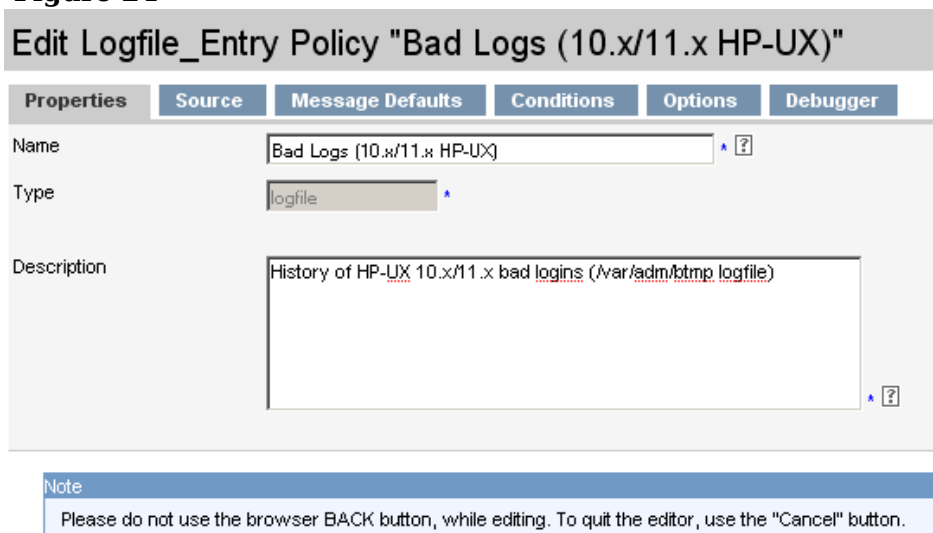 Edit Logfile_Entry Policy "Bad Logs (10.x/11.x HP-UX)"
Properties Source Message Defaults Conditions Options Debugger
Name Bad Logs (10.x/11.x HP-UX) * ?
Type logfile *
Description History of HP-UX 10.x/11.x bad logins (/var/adm/btmp logfile)
* ?
Note
Please do not use the browser BACK button, while editing. To quit the editor, use the "Cancel" button.